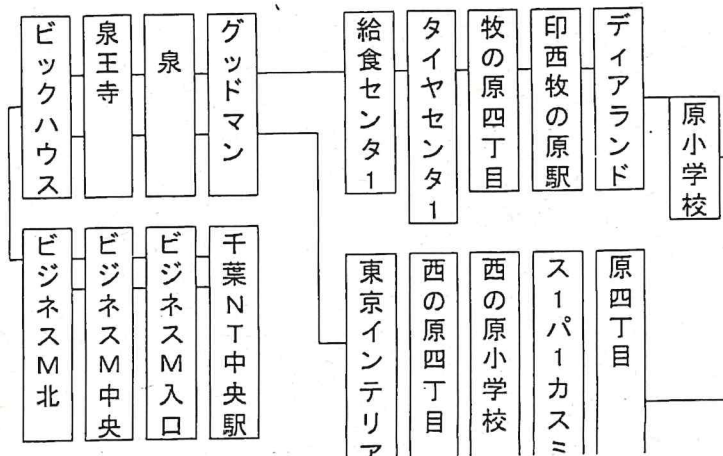 ビックハウス
泉王寺
泉
グッドマン
給食センタ1
タイヤセンタ1
牧の原四丁目
印西牧の原駅
ディアランド
原小学校
ビジネスM北
ビジネスM中央
ビジネスM入口
千葉NT中央駅
東京インテリア
西の原四丁目
西の原小学校
ス1パ1カスミ
原四丁目